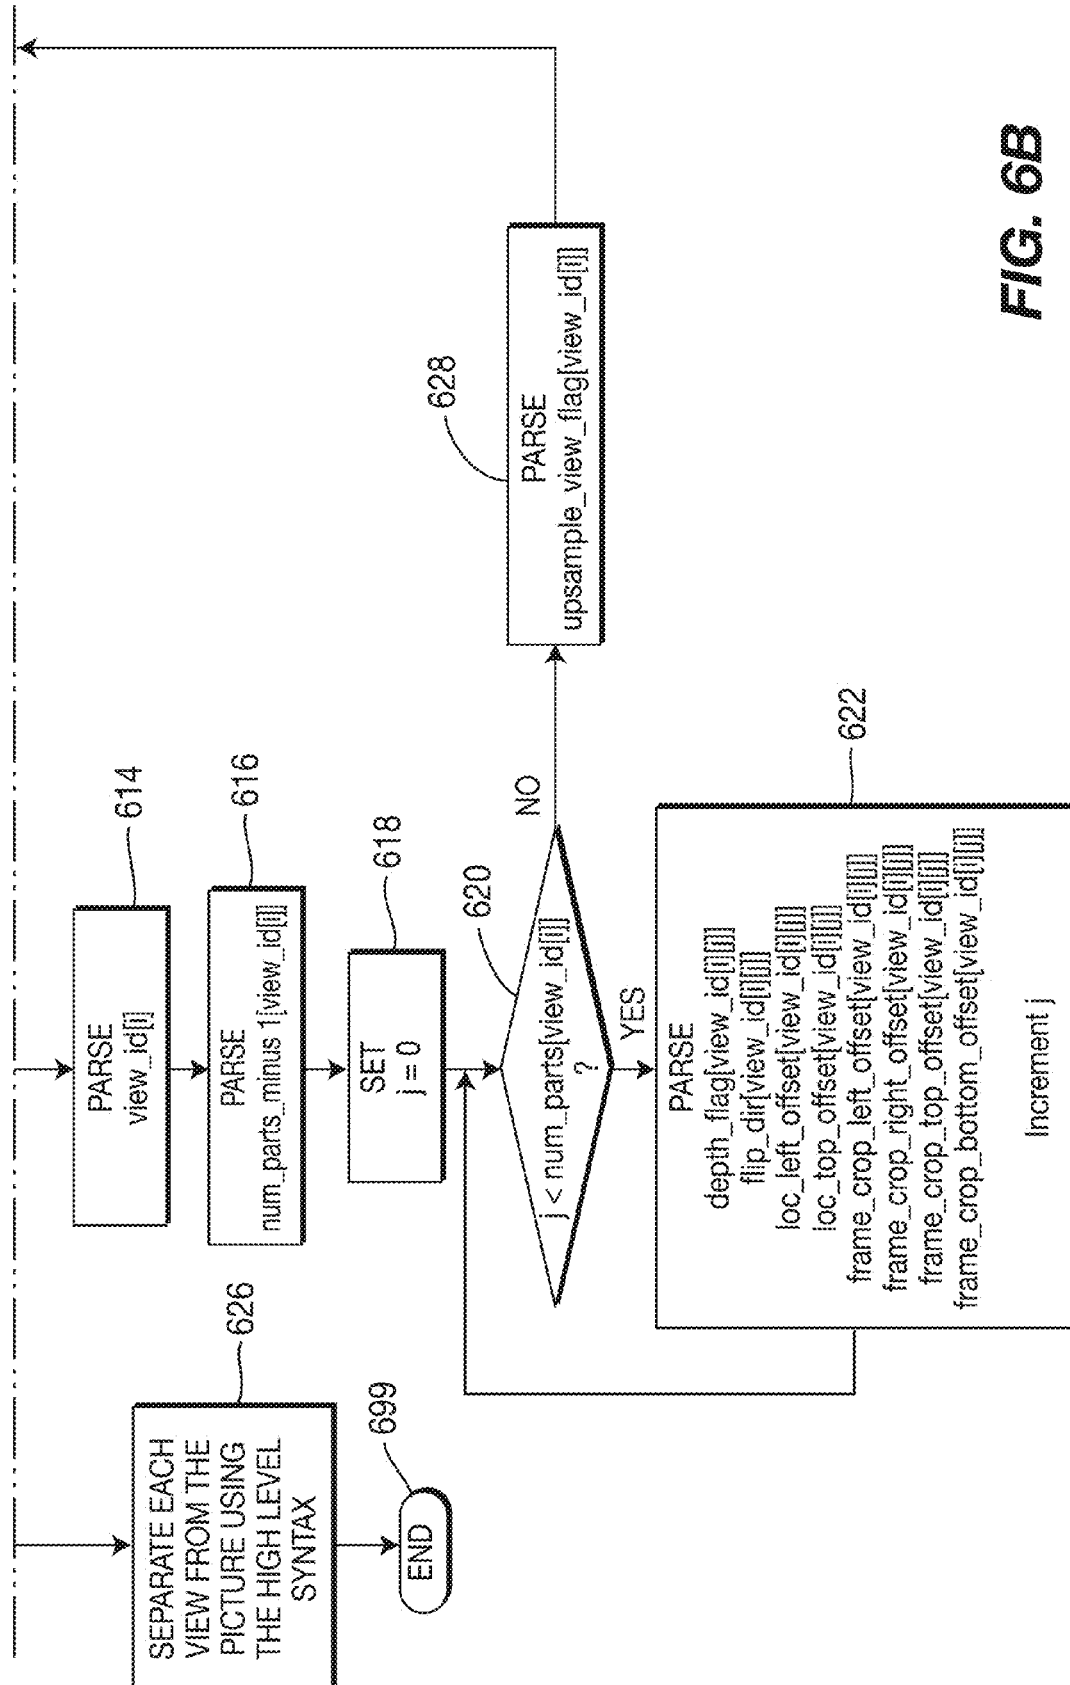 SEPARATE EACH
VIEW FROM THE
PICTURE USING
THE HIGH LEVEL
SYNTAX
626
END
699
PARSE
view_id[i]
614
PARSE
num_parts_minus 1[view_id[i]]
616
SET
j = 0
618
j < num_parts[view_id[i]]
?
620
NO
YES
PARSE
upsample_view_flag[view_id[i]]
628
PARSE
depth_flag[view_id[i][j]]
flip_dir[view_id[i][j]]
loc_left_offset[view_id[i][j]]
loc_top_offset[view_id[i][j]]
frame_crop_left_offset[view_id[i][j]]
frame_crop_right_offset[view_id[i][j]]
frame_crop_top_offset[view_id[i][j]]
frame_crop_bottom_offset[view_id[i][j]]
Increment j
622
FIG. 6B